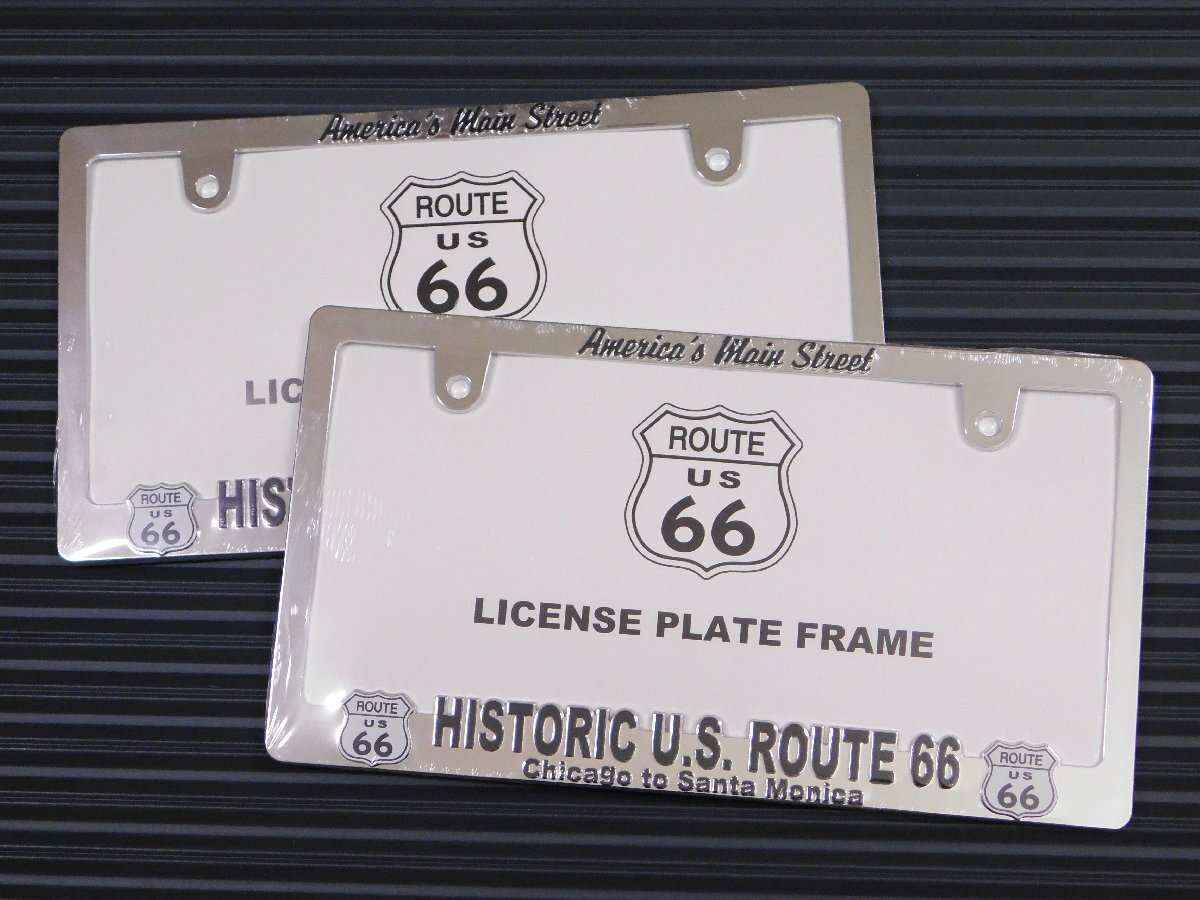 America's Main Street
ROUTE
US
66
LIC
ROUTE
US
66
HIST
America's Main Street
ROUTE
US
66
LICENSE PLATE FRAME
ROUTE
US
66
HISTORIC U.S. ROUTE 66
Chicago to Santa Monica
ROUTE
US
66